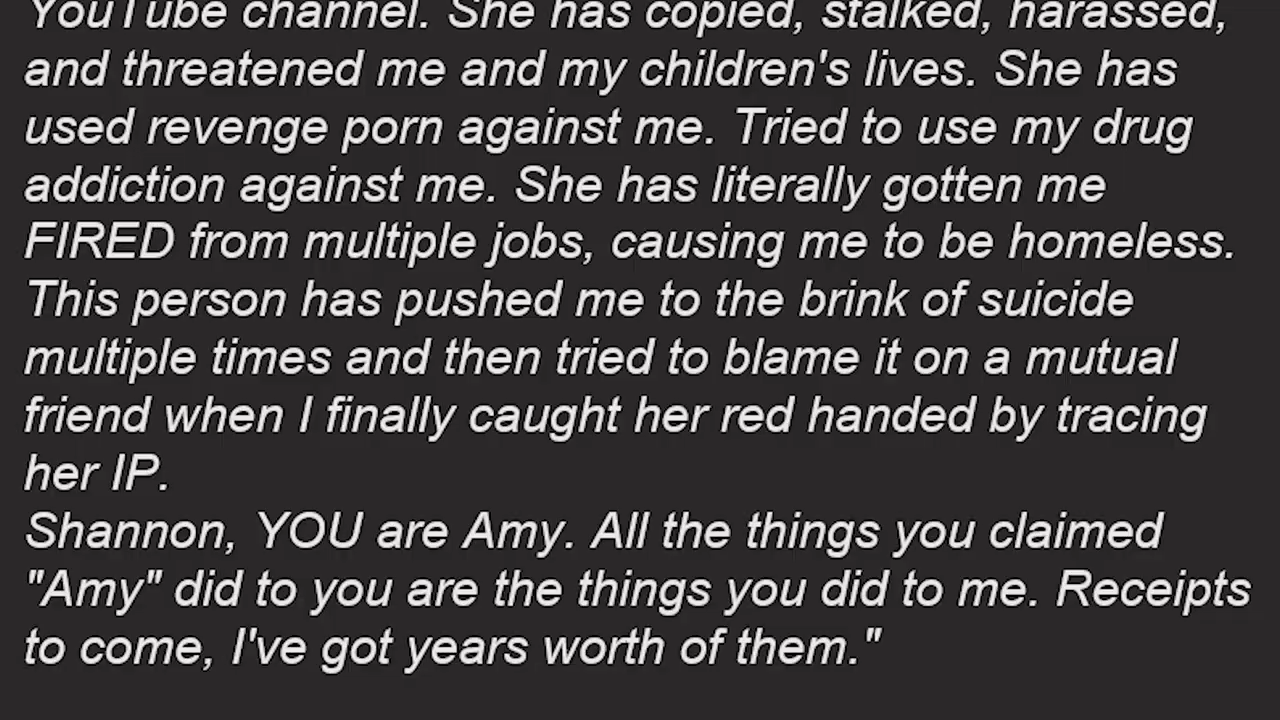 YouTube channel. She has copied, stalked, harassed,
and threatened me and my children's lives. She has
used revenge porn against me. Tried to use my drug
addiction against me. She has literally gotten me
FIRED from multiple jobs, causing me to be homeless.
This person has pushed me to the brink of suicide
multiple times and then tried to blame it on a mutual
friend when I finally caught her red handed by tracing
her IP.
Shannon, YOU are Amy. All the things you claimed
"Amy" did to you are the things you did to me. Receipts
to come, I've got years worth of them."